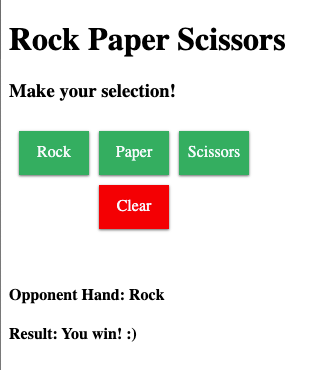 Rock Paper Scissors
Make your selection!
Rock Paper Scissors
Clear
Opponent Hand: Rock
Result: You win! :)